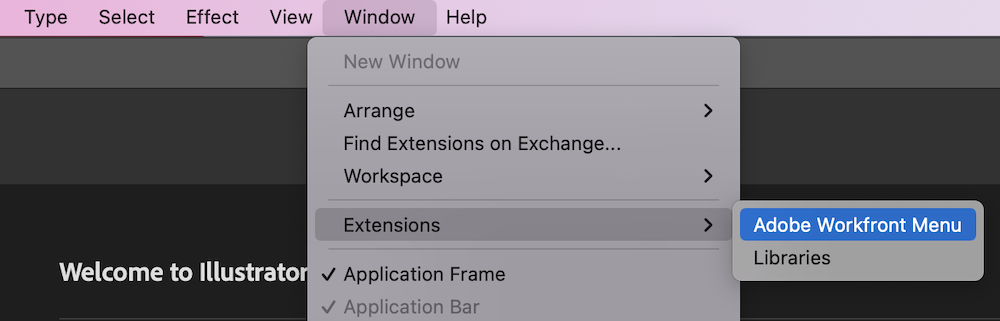 Type Select Effect View Window Help
New Window
Arrange
Find Extensions on Exchange...
Workspace
Extensions
Adobe Workfront Menu
Libraries
Welcome to Illustrator
Application Frame
Application Bar